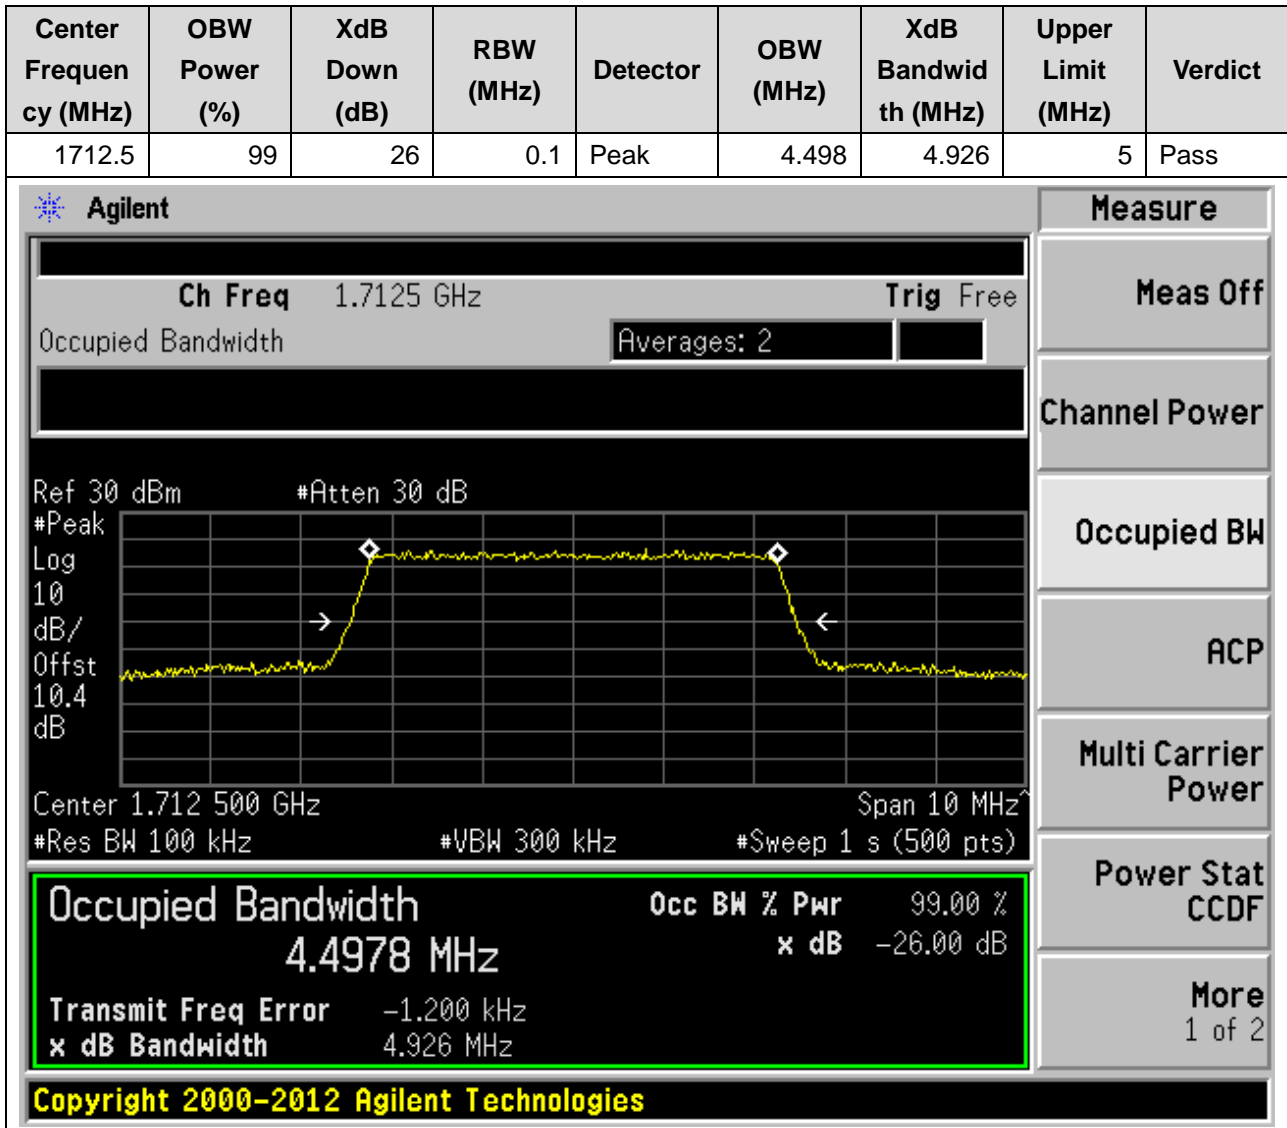 Center Frequen cy (MHz) OBW Power (%) XdB Down (dB) RBW (MHz) Detector OBW (MHz) XdB Bandwid th (MHz) Upper Limit (MHz) Verdict
1712.5 99 26 0.1 Peak 4.498 4.926 5 Pass
Agilent
Measure
Ch Freq 1.7125 GHz Trig Free
Occupied Bandwidth Averages: 2
Ref 30 dBm #Atten 30 dB
#Peak
Log
10
dB/
Offst
10.4
dB
Center 1.712 500 GHz Span 10 MHz^
#Res BW 100 kHz #VBW 300 kHz #Sweep 1 s (500 pts)
Occupied Bandwidth Occ BW % Pwr 99.00 %
4.4978 MHz x dB -26.00 dB
Transmit Freq Error -1.200 kHz
x dB Bandwidth 4.926 MHz
Meas Off
Channel Power
Occupied BW
ACP
Multi Carrier
Power
Power Stat
CCDF
More
1 of 2
Copyright 2000-2012 Agilent Technologies